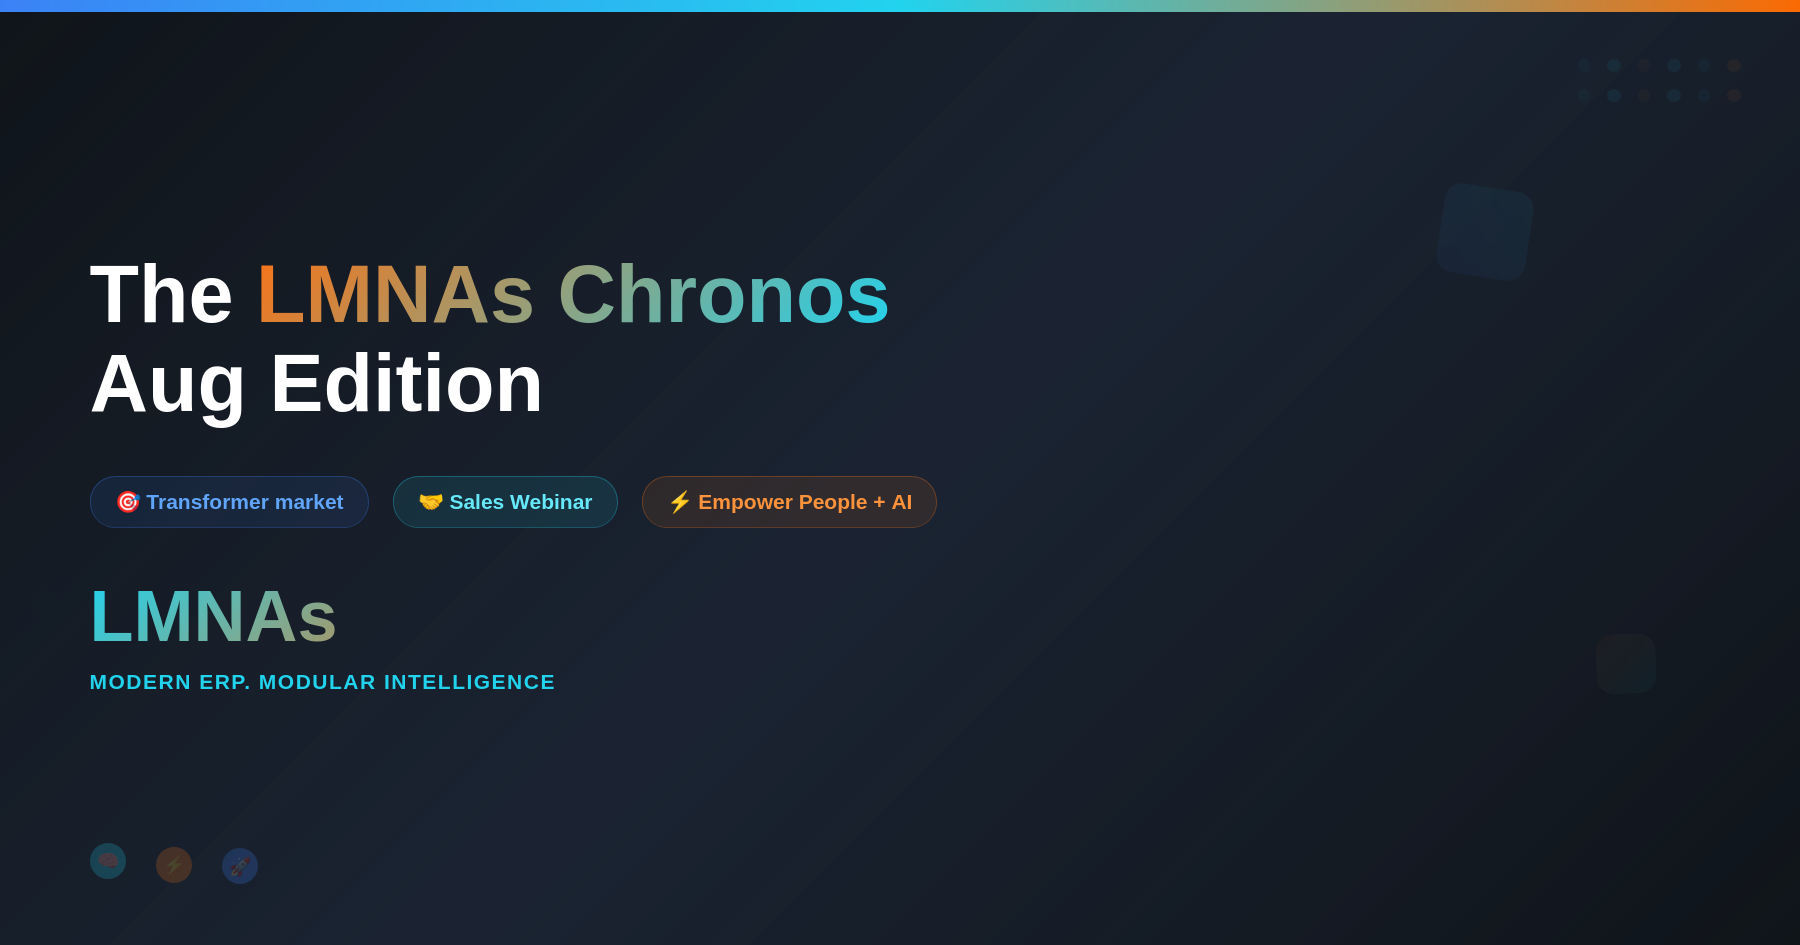 The LMNAs Chronos
Aug Edition
🎯 Transformer market
🤝 Sales Webinar
⚡ Empower People + AI
LMNAs
MODERN ERP. MODULAR INTELLIGENCE